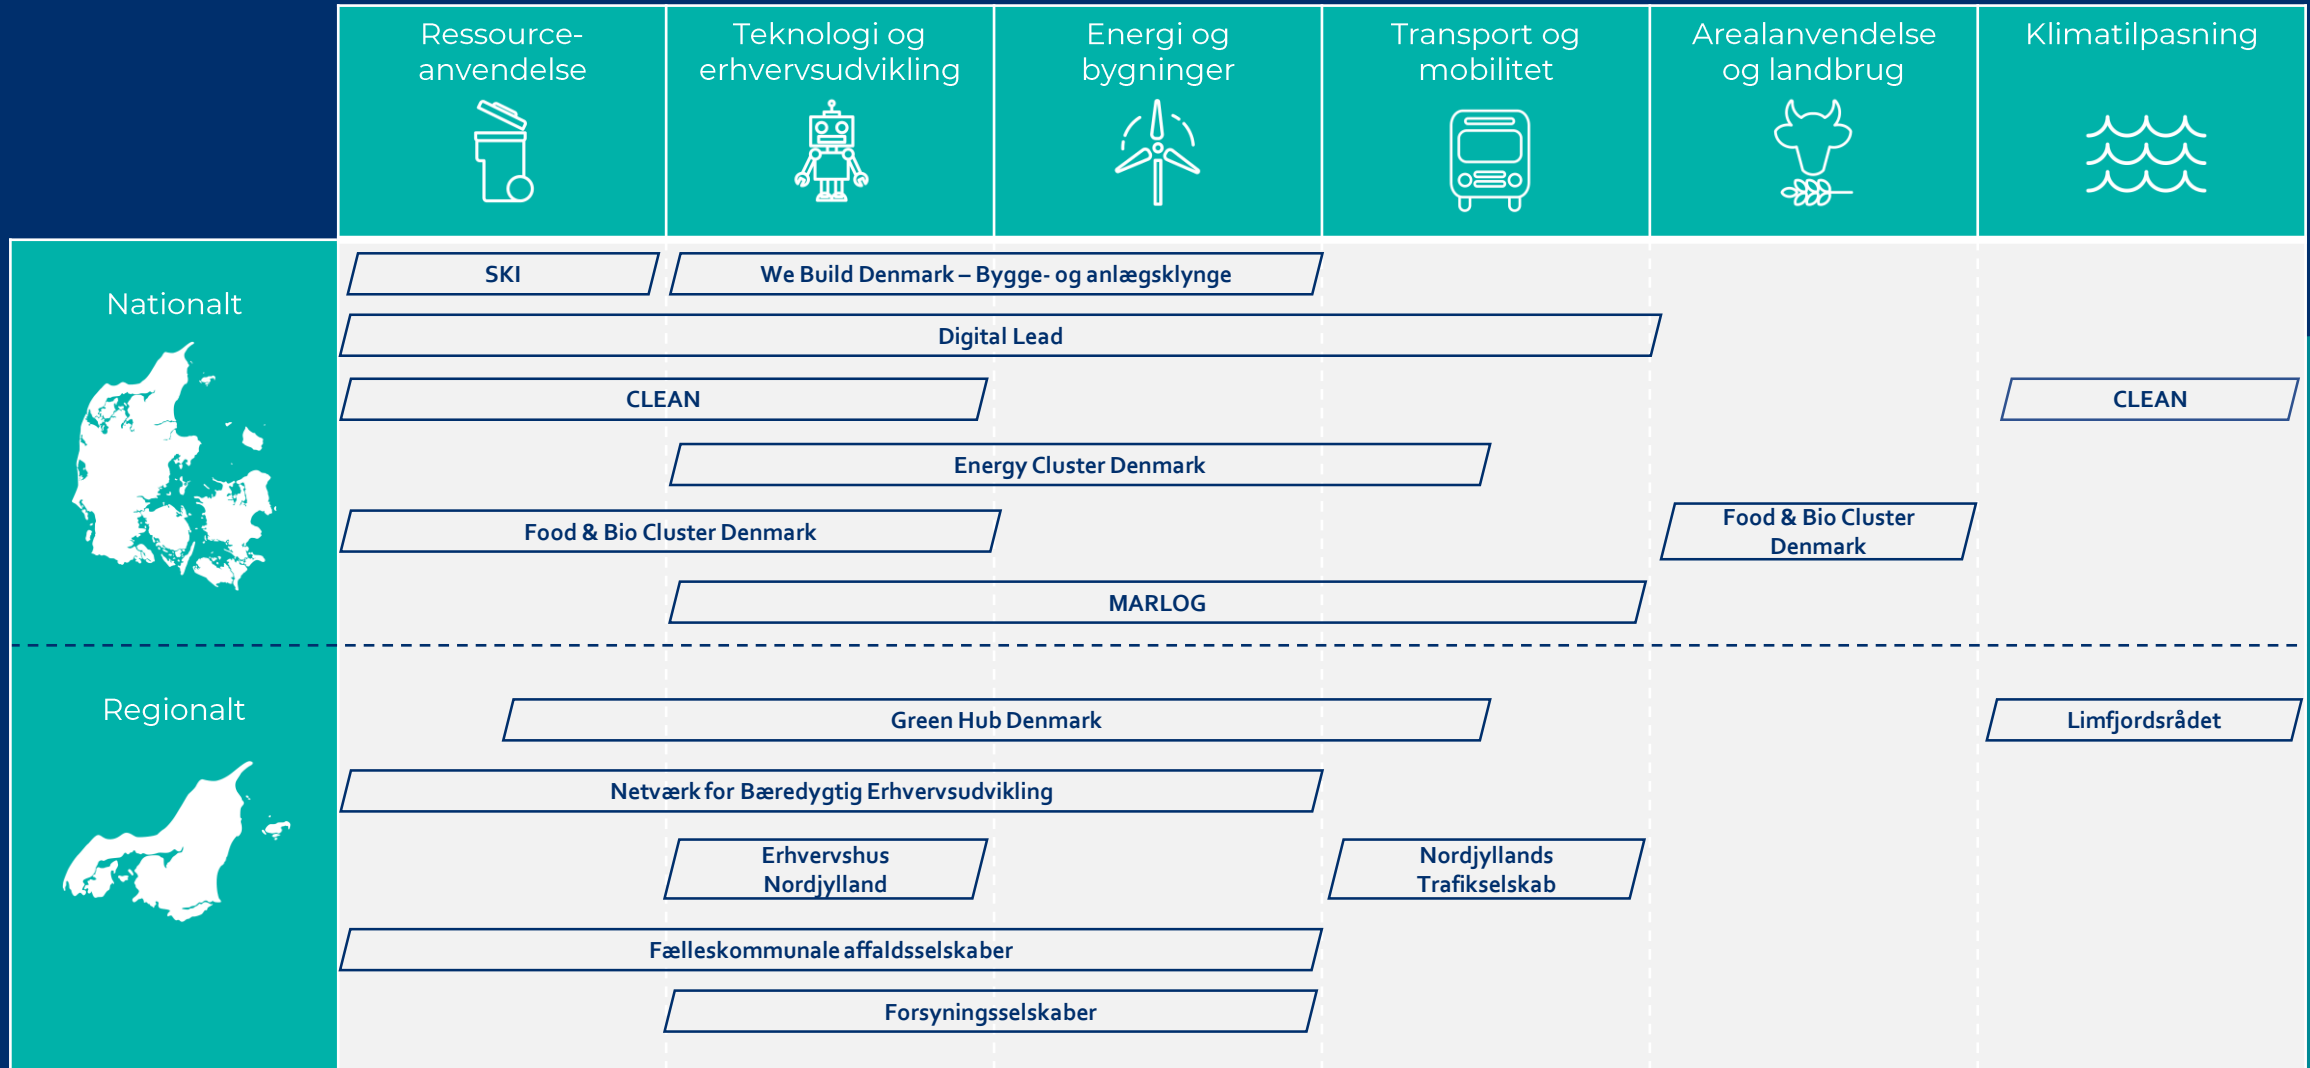 Ressource-
anvendelse
Teknologi og
erhvervsudvikling
Energi og
bygninger
Transport og
mobilitet
Arealanvendelse
og landbrug
Klimatilpasning
Nationalt
SKI
We Build Denmark – Bygge- og anlægsklynge
Digital Lead
CLEAN
CLEAN
Energy Cluster Denmark
Food & Bio Cluster Denmark
Food & Bio Cluster
Denmark
MARLOG
Regionalt
Green Hub Denmark
Limfjordsrådet
Netværk for Bæredygtig Erhvervsudvikling
Erhvervshus
Nordjylland
Nordjyllands
Trafikselskab
Fælleskommunale affaldsselskaber
Forsyningsselskaber